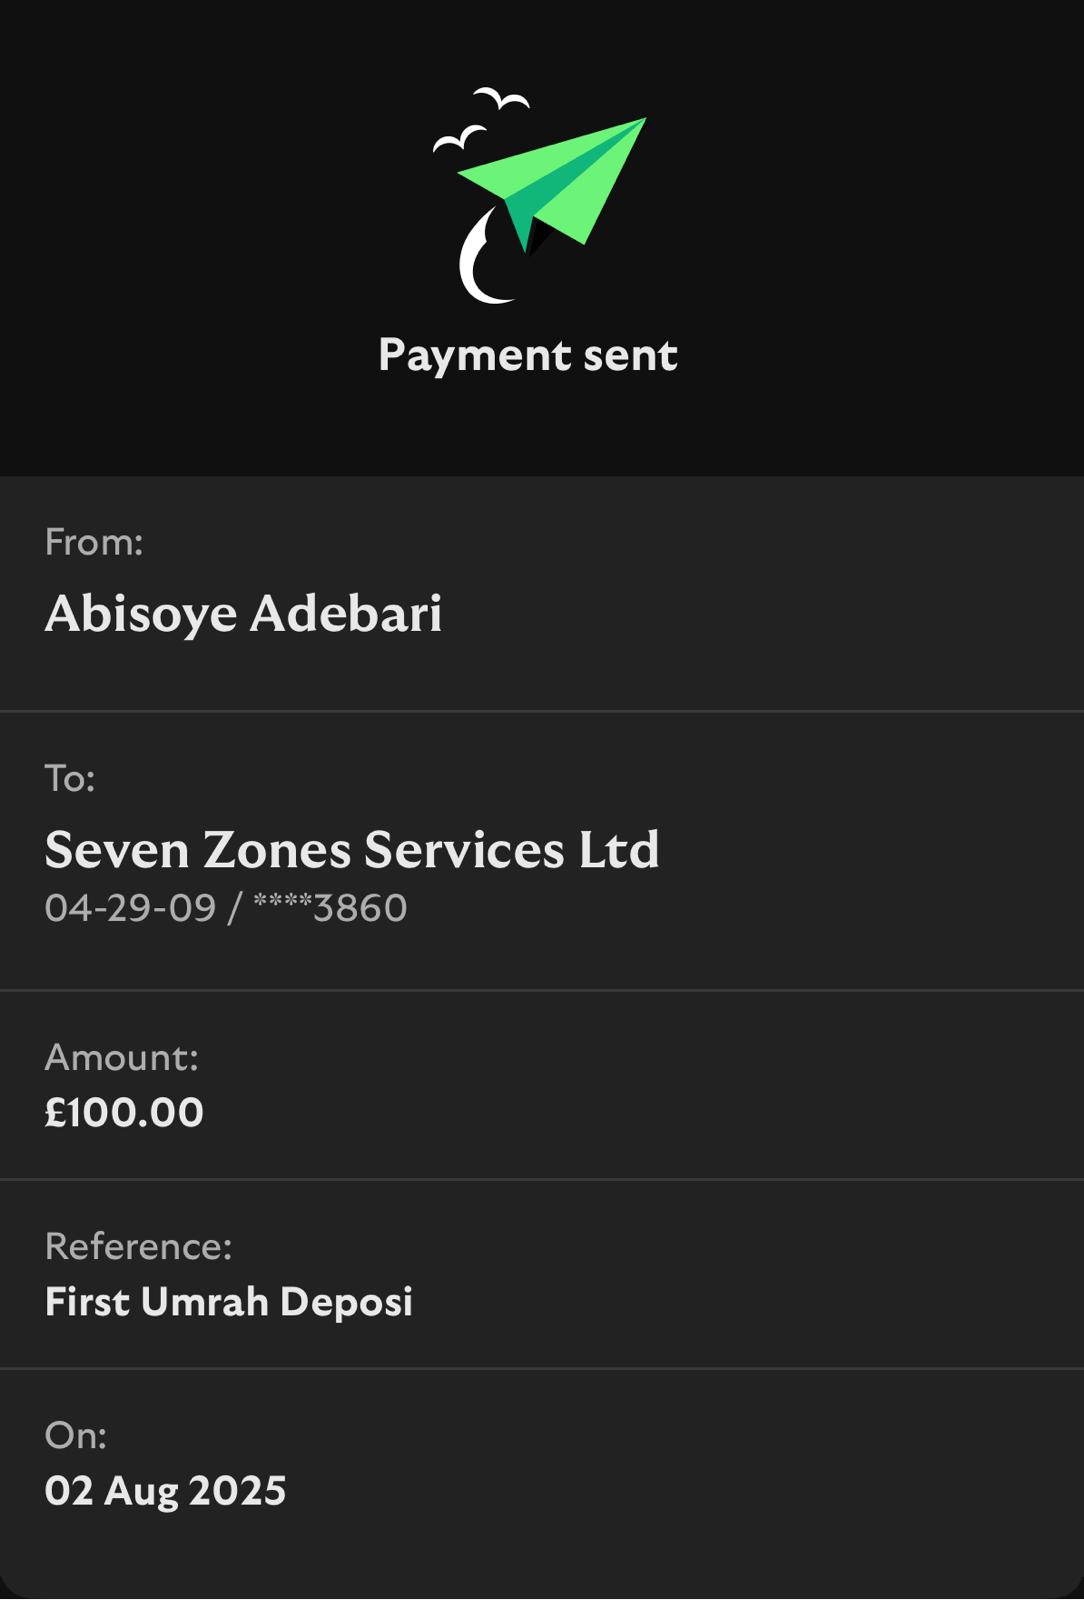 Payment sent
From:
Abisoye Adebari
To:
Seven Zones Services Ltd
04-29-09 / ****3860
Amount:
£100.00
Reference:
First Umrah Deposi
On:
02 Aug 2025